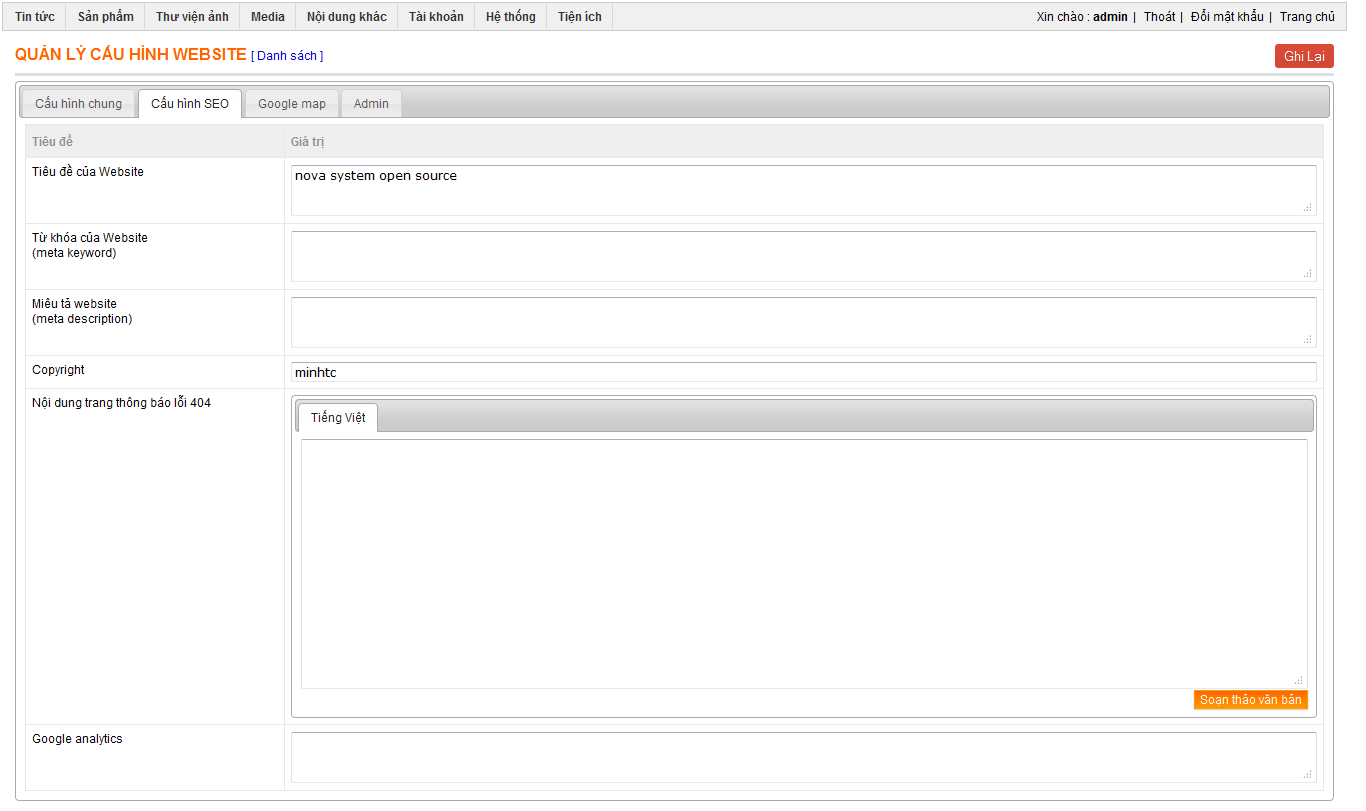 Tin tức Sản phẩm Thư viện ảnh Media Nội dung khác Tài khoản Hệ thống Tiện ích Xin chào : admin | Thoát | Đổi mật khẩu | Trang chủ
QUẢN LÝ CẤU HÌNH WEBSITE [ Danh sách ] Ghi Lại
Cấu hình chung Cấu hình SEO Google map Admin
Tiêu đề Giá trị
Tiêu đề của Website nova system open source
Từ khóa của Website
(meta keyword)
Miêu tả website
(meta description)
Copyright minhtc
Nội dung trang thông báo lỗi 404 Tiếng Việt
Soạn thảo văn bản
Google analytics